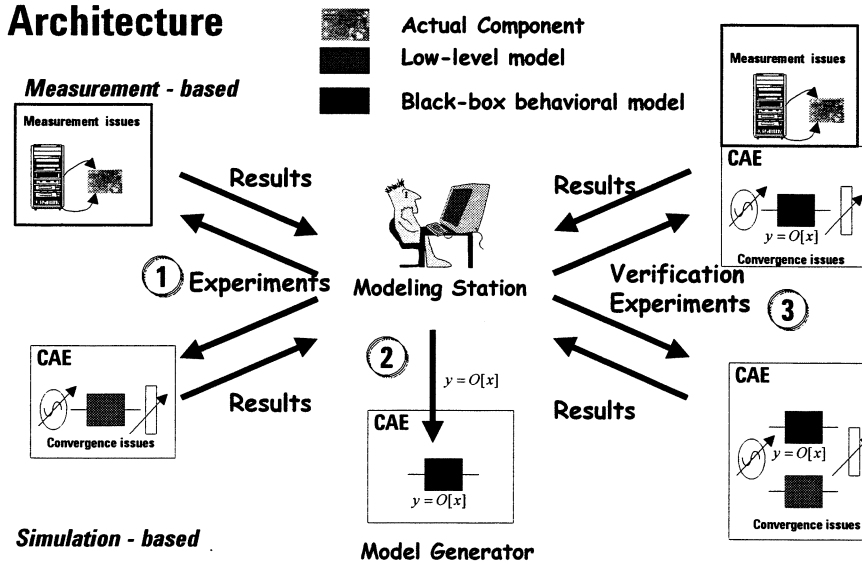 Architecture
Actual Component
Low-level model
Black-box behavioral model
Measurement - based
Measurement issues
Results
1
Experiments
CAE
Convergence issues
Results
Simulation - based
Modeling Station
2
y = O[x]
CAE
y = O[x]
Model Generator
Results
Verification
Experiments
3
Results
Measurement issues
CAE
y = O[x]
Convergence issues
CAE
y = O[x]
Convergence issues